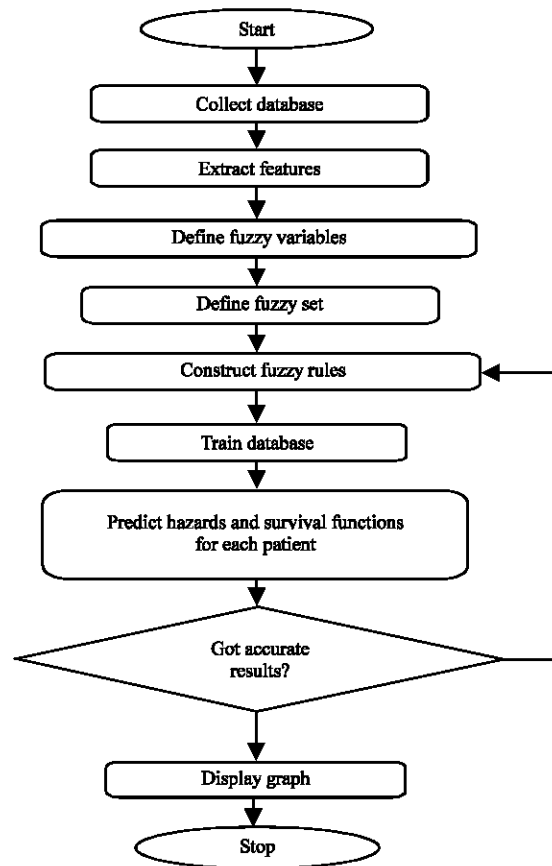 Start
Collect database
Extract features
Define fuzzy variables
Define fuzzy set
Construct fuzzy rules
Train database
Predict hazards and survival functions
for each patient
Got accurate
results?
Display graph
Stop